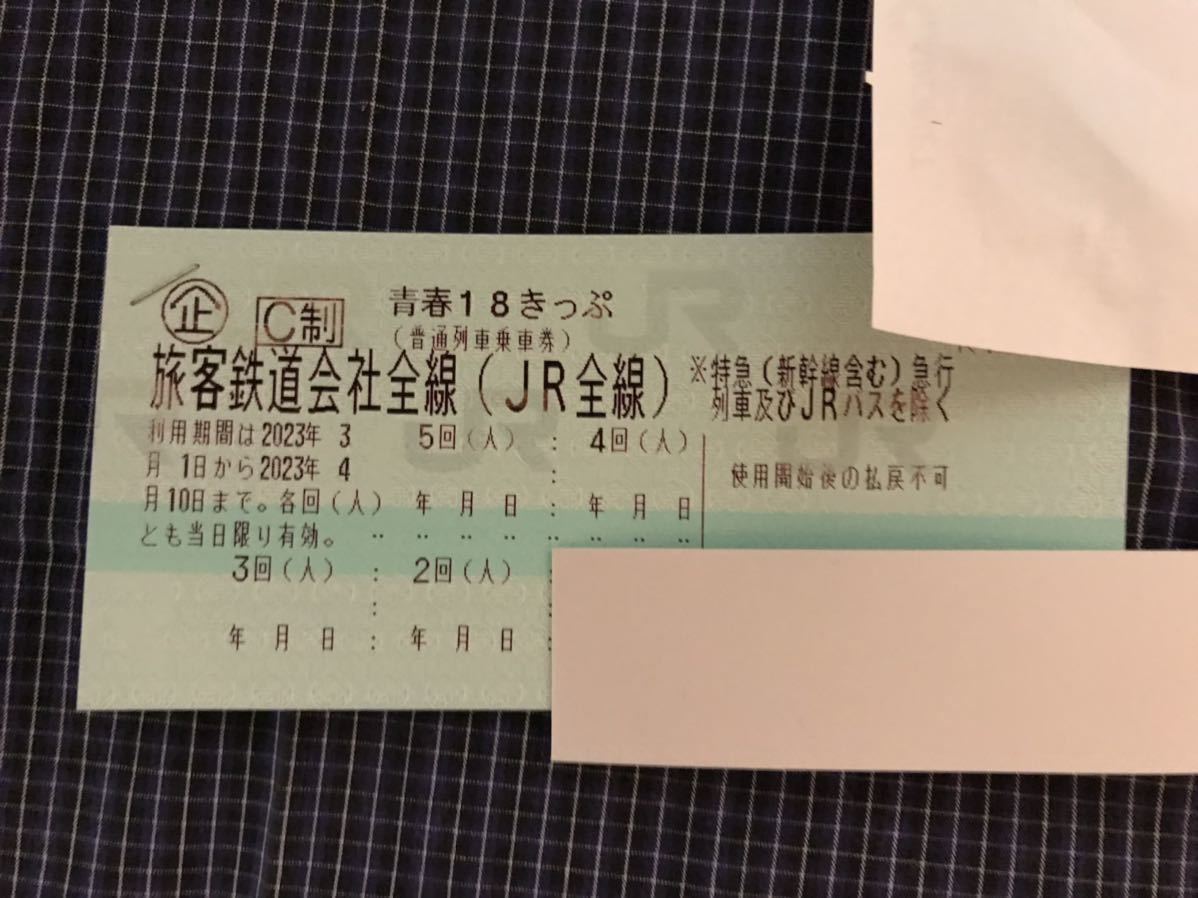 企 C制 青春18きっぷ
(普通列車乗車券)
旅客鉄道会社全線(JR全線) ※特急(新幹線含む)急行
列車及びJRバスを除く
利用期間は2023年 3 5回(人) : 4回(人)
月 1日から2023年 4 : 使用開始後の払戻不可
月10日まで。各回(人) 年 月 日 : 年 月 日
とも当日限り有効。 ‥ ‥ ‥ ‥ ‥ ‥ ‥ ‥
3回(人) : 2回(人) :
: :
年 月 日 : 年 月 日 :